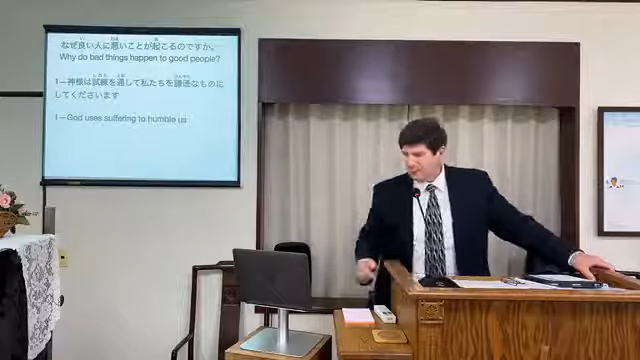 なぜ良い人に悪いことが起こるのですか。
Why do bad things happen to good people?
1－神様は試練を通して私たちを謙遜なものに
してくださいます
1－God uses suffering to humble us